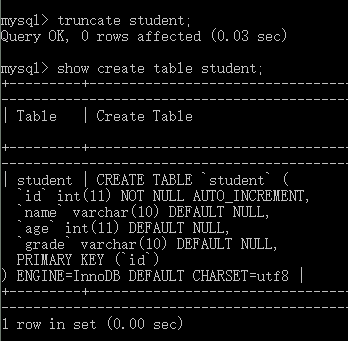 mysql> truncate student;
Query OK, 0 rows affected (0.03 sec)
mysql> show create table student;
+---------+----------------------------------
| Table | Create Table
+---------+----------------------------------
| student | CREATE TABLE `student` (
`id` int(11) NOT NULL AUTO_INCREMENT,
`name` varchar(10) DEFAULT NULL,
`age` int(11) DEFAULT NULL,
`grade` varchar(10) DEFAULT NULL,
PRIMARY KEY (`id`)
) ENGINE=InnoDB DEFAULT CHARSET=utf8 |
+---------+----------------------------------
1 row in set (0.00 sec)